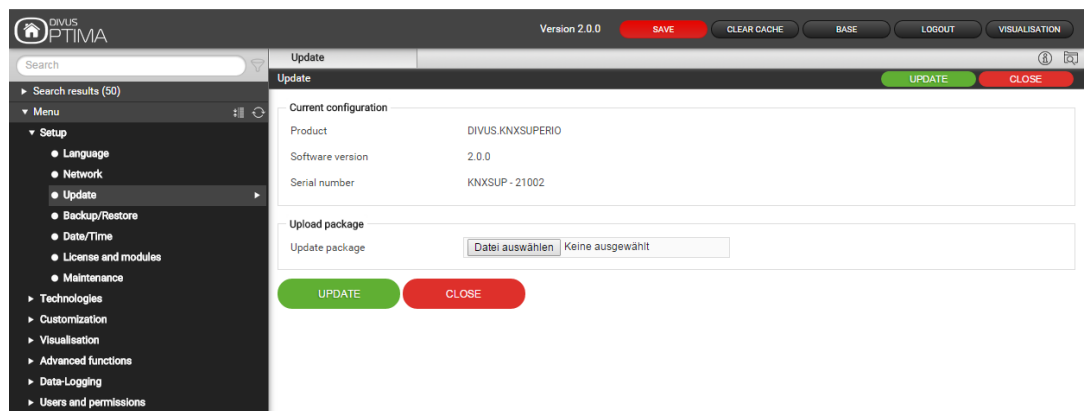 DIVUS
OPTIMA
Version 2.0.0
SAVE
CLEAR CACHE
BASE
LOGOUT
VISUALISATION
Search
Update
Update
UPDATE
CLOSE
Search results (50)
Menu
Setup
Language
Network
Update
Backup/Restore
Date/Time
License and modules
Maintenance
Technologies
Customization
Visualisation
Advanced functions
Data-Logging
Users and permissions
Current configuration
Product DIVUS.KNXSUPERIO
Software version 2.0.0
Serial number KNXSUP - 21002
Upload package
Update package Datei auswählen Keine ausgewählt
UPDATE
CLOSE